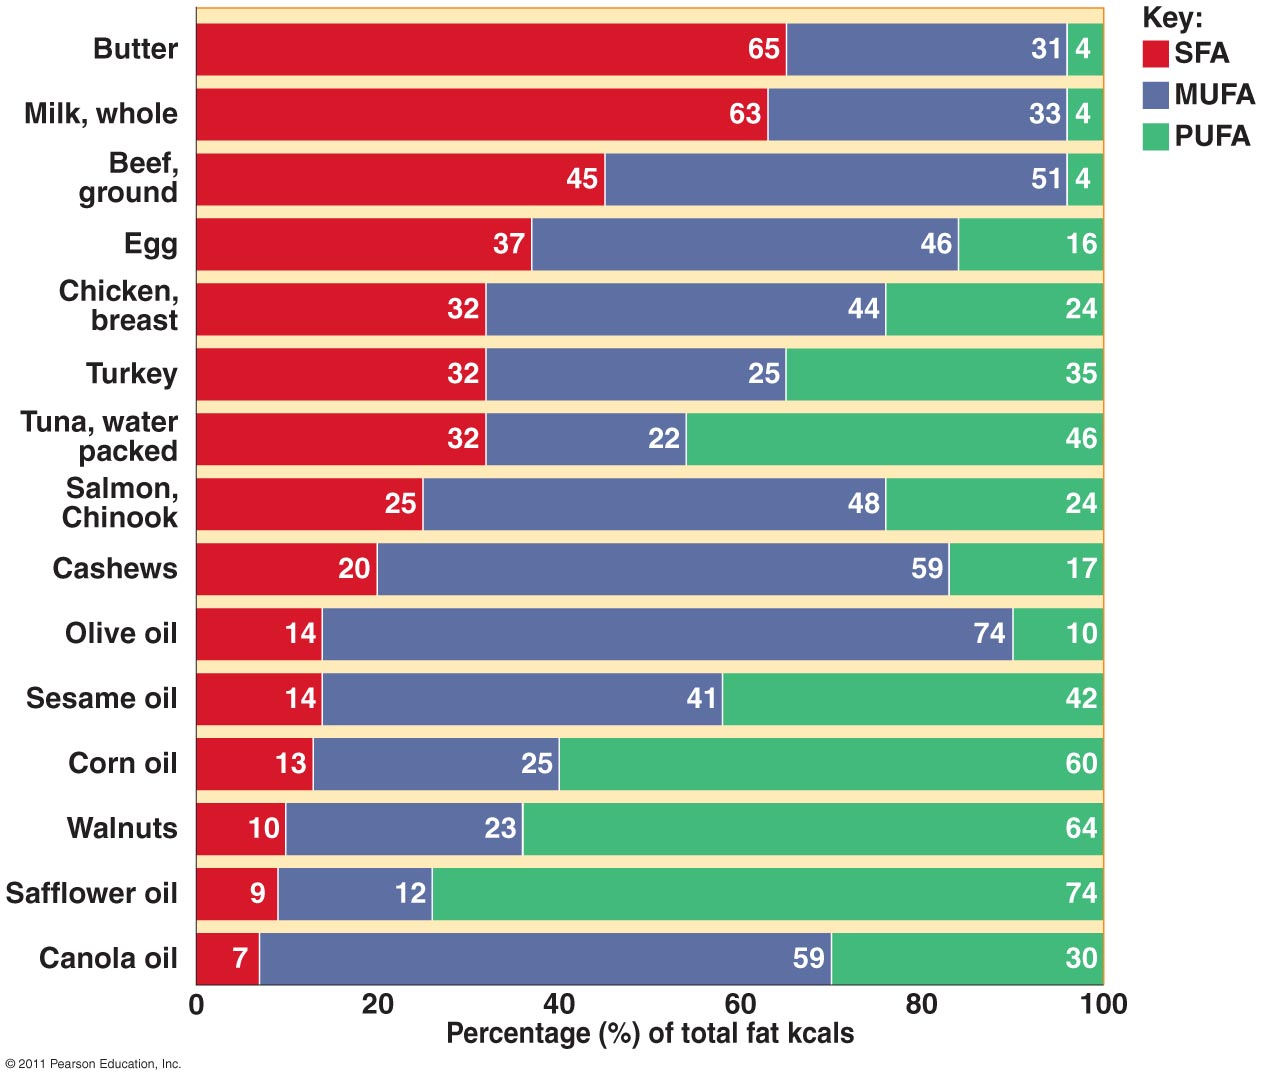 Key:
SFA
MUFA
PUFA
Butter 65 31 4
Milk, whole 63 33 4
Beef,
ground 45 51 4
Egg 37 46 16
Chicken,
breast 32 44 24
Turkey 32 25 35
Tuna, water
packed 32 22 46
Salmon,
Chinook 25 48 24
Cashews 20 59 17
Olive oil 14 74 10
Sesame oil 14 41 42
Corn oil 13 25 60
Walnuts 10 23 64
Safflower oil 9 12 74
Canola oil 7 59 30
0 20 40 60 80 100
Percentage (%) of total fat kcals
© 2011 Pearson Education, Inc.